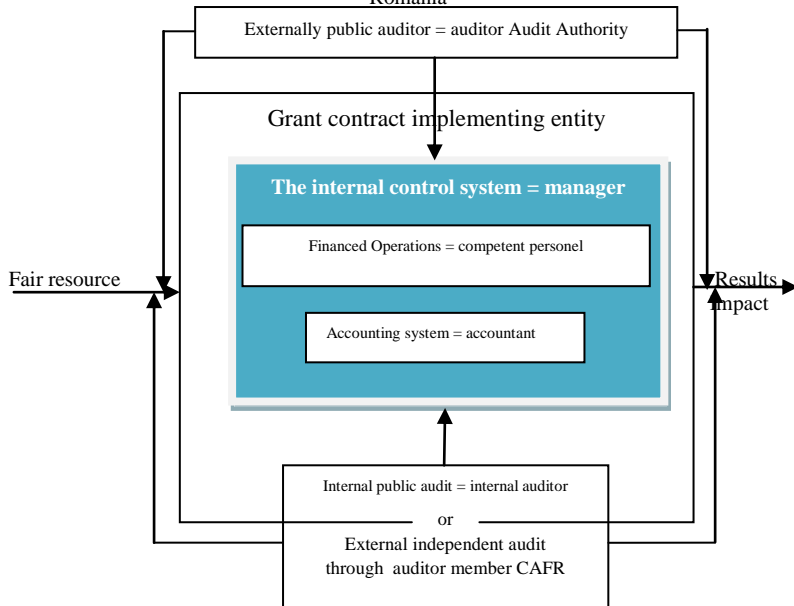 Romania
Externally public auditor = auditor Audit Authority
Grant contract implementing entity
The internal control system = manager
Financed Operations = competent personel
Fair resource
Results
impact
Accounting system = accountant
Internal public audit = internal auditor
or
External independent audit
through auditor member CAFR